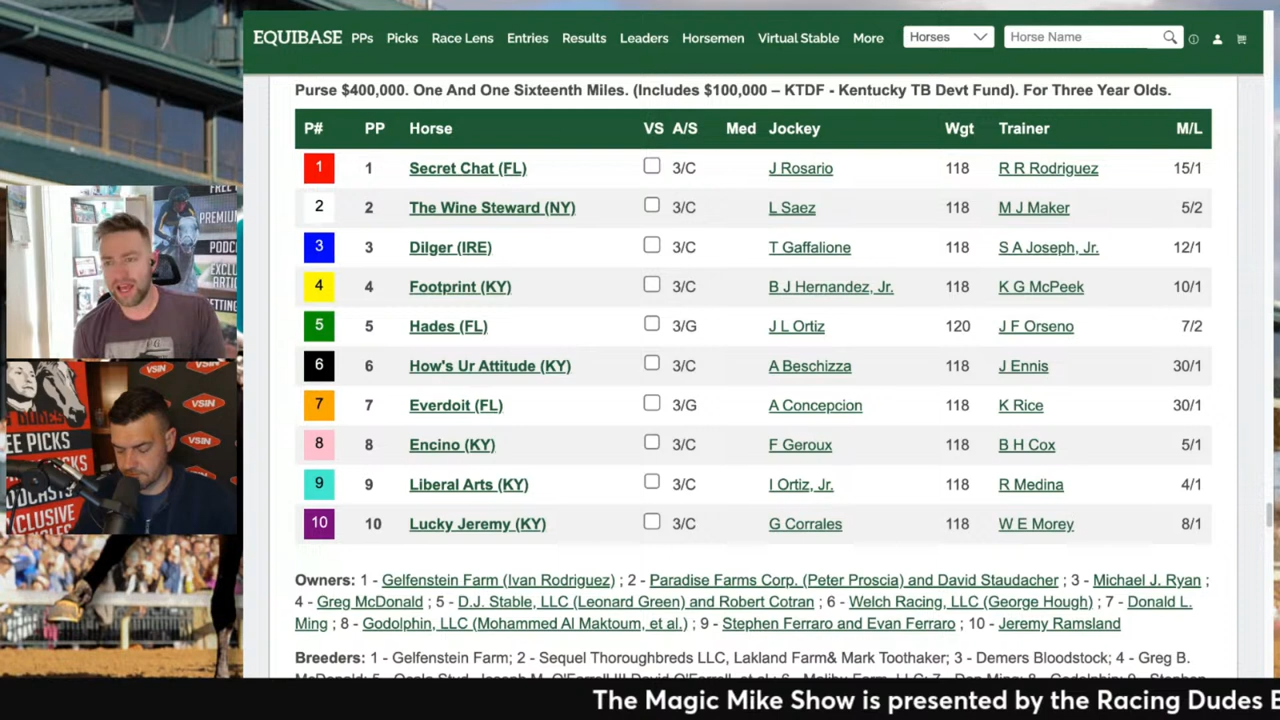 EQUIBASE PPs Picks Race Lens Entries Results Leaders Horsemen Virtual Stable More Horses Horse Name
Purse $400,000. One And One Sixteenth Miles. (Includes $100,000 – KTDF - Kentucky TB Devt Fund). For Three Year Olds.
P# PP Horse VS A/S Med Jockey Wgt Trainer M/L
1 1 Secret Chat (FL) 3/C J Rosario 118 R R Rodriguez 15/1
2 2 The Wine Steward (NY) 3/C L Saez 118 M J Maker 5/2
3 3 Dilger (IRE) 3/C T Gaffalione 118 S A Joseph, Jr. 12/1
4 4 Footprint (KY) 3/C B J Hernandez, Jr. 118 K G McPeek 10/1
5 5 Hades (FL) 3/G J L Ortiz 120 J F Orseno 7/2
6 6 How's Ur Attitude (KY) 3/C A Beschizza 118 J Ennis 30/1
7 7 Everdoit (FL) 3/G A Concepcion 118 K Rice 30/1
8 8 Encino (KY) 3/C F Geroux 118 B H Cox 5/1
9 9 Liberal Arts (KY) 3/C I Ortiz, Jr. 118 R Medina 4/1
10 10 Lucky Jeremy (KY) 3/C G Corrales 118 W E Morey 8/1
Owners: 1 - Gelfenstein Farm (Ivan Rodriguez) ; 2 - Paradise Farms Corp. (Peter Proscia) and David Staudacher ; 3 - Michael J. Ryan ;
4 - Greg McDonald ; 5 - D.J. Stable, LLC (Leonard Green) and Robert Cotran ; 6 - Welch Racing, LLC (George Hough) ; 7 - Donald L.
Ming ; 8 - Godolphin, LLC (Mohammed Al Maktoum, et al.) ; 9 - Stephen Ferraro and Evan Ferraro ; 10 - Jeremy Ramsland
Breeders: 1 - Gelfenstein Farm; 2 - Sequel Thoroughbreds LLC, Lakland Farm& Mark Toothaker; 3 - Demers Bloodstock; 4 - Greg B.
PREMIUM
PODC
EE PICKS
VSiN
VSiN
VSiN
The Magic Mike Show is presented by the Racing Dudes